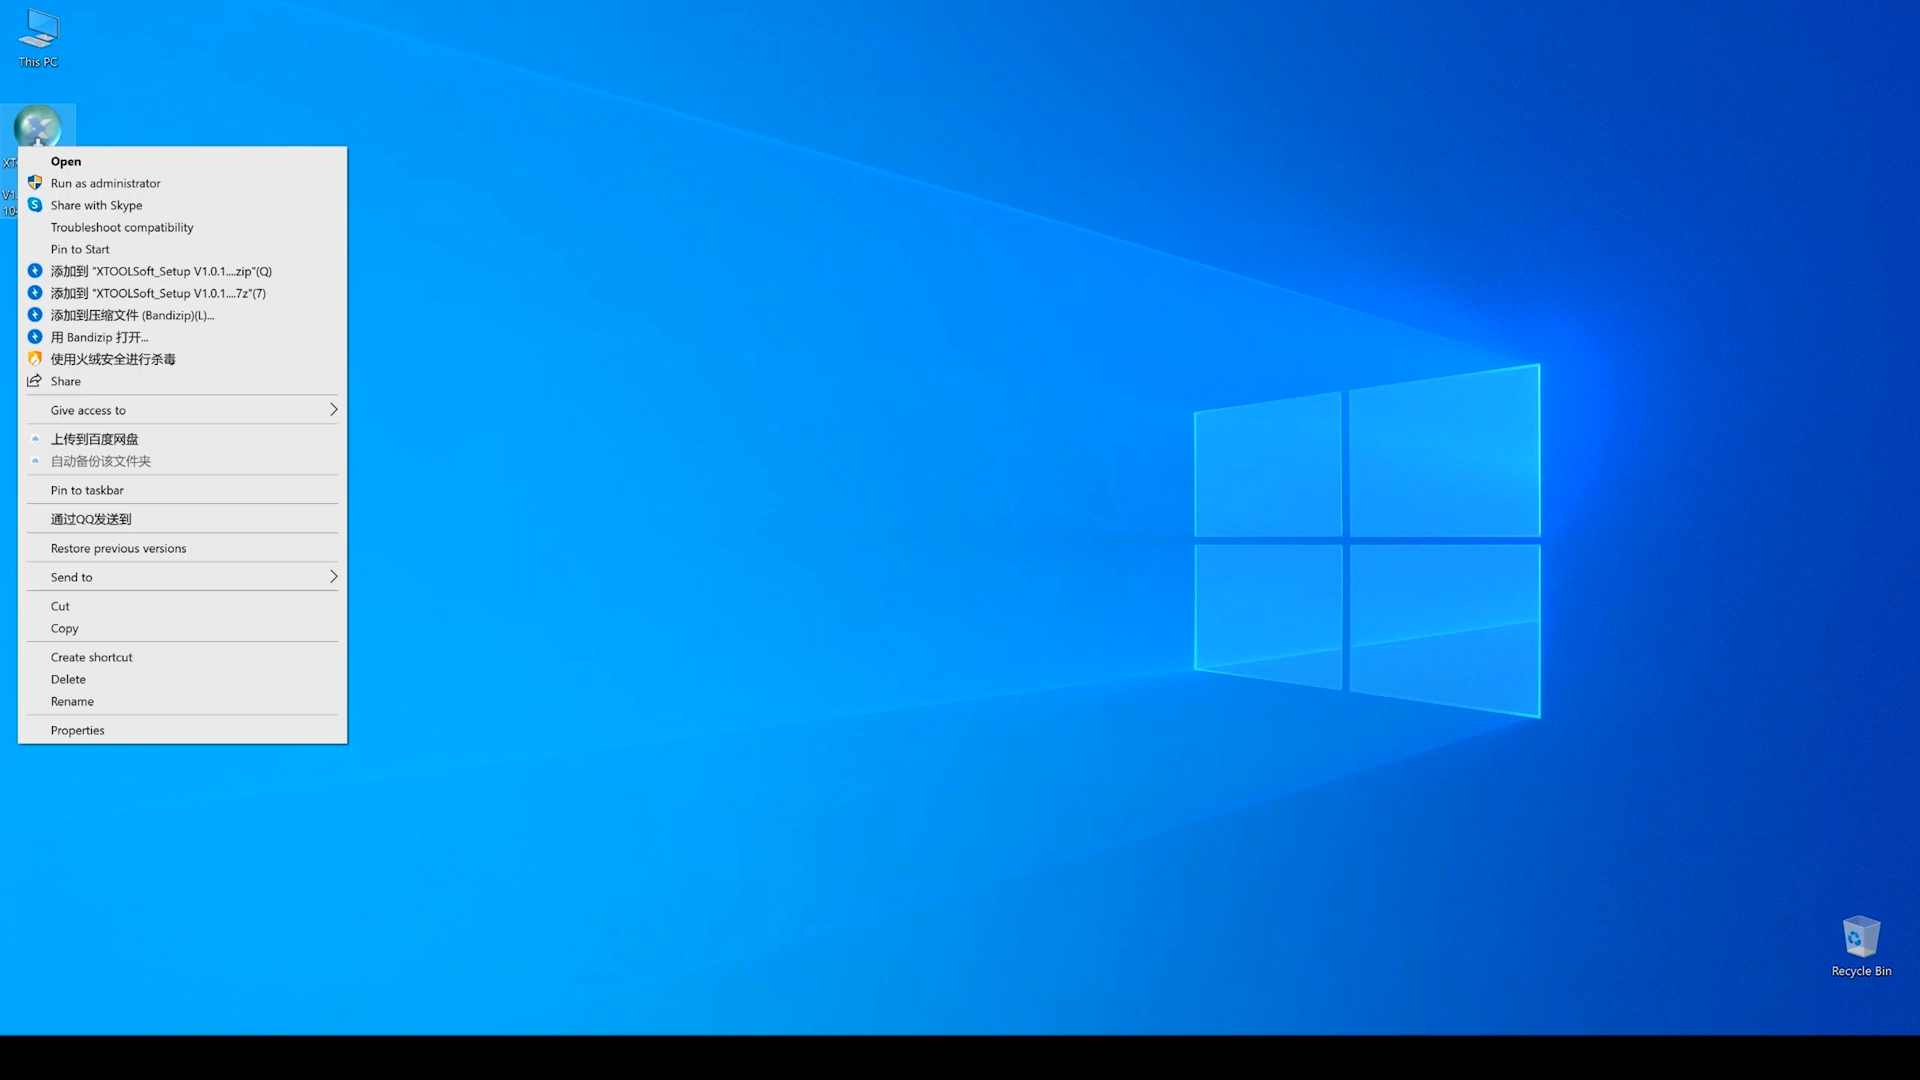 This PC
XT
V1.
10
Open
Run as administrator
Share with Skype
Troubleshoot compatibility
Pin to Start
添加到 "XTOOLSoft_Setup V1.0.1....zip"(Q)
添加到 "XTOOLSoft_Setup V1.0.1....7z"(7)
添加到压缩文件 (Bandizip)(L)...
用 Bandizip 打开...
使用火绒安全进行杀毒
Share
Give access to
上传到百度网盘
自动备份该文件夹
Pin to taskbar
通过QQ发送到
Restore previous versions
Send to
Cut
Copy
Create shortcut
Delete
Rename
Properties
Recycle Bin